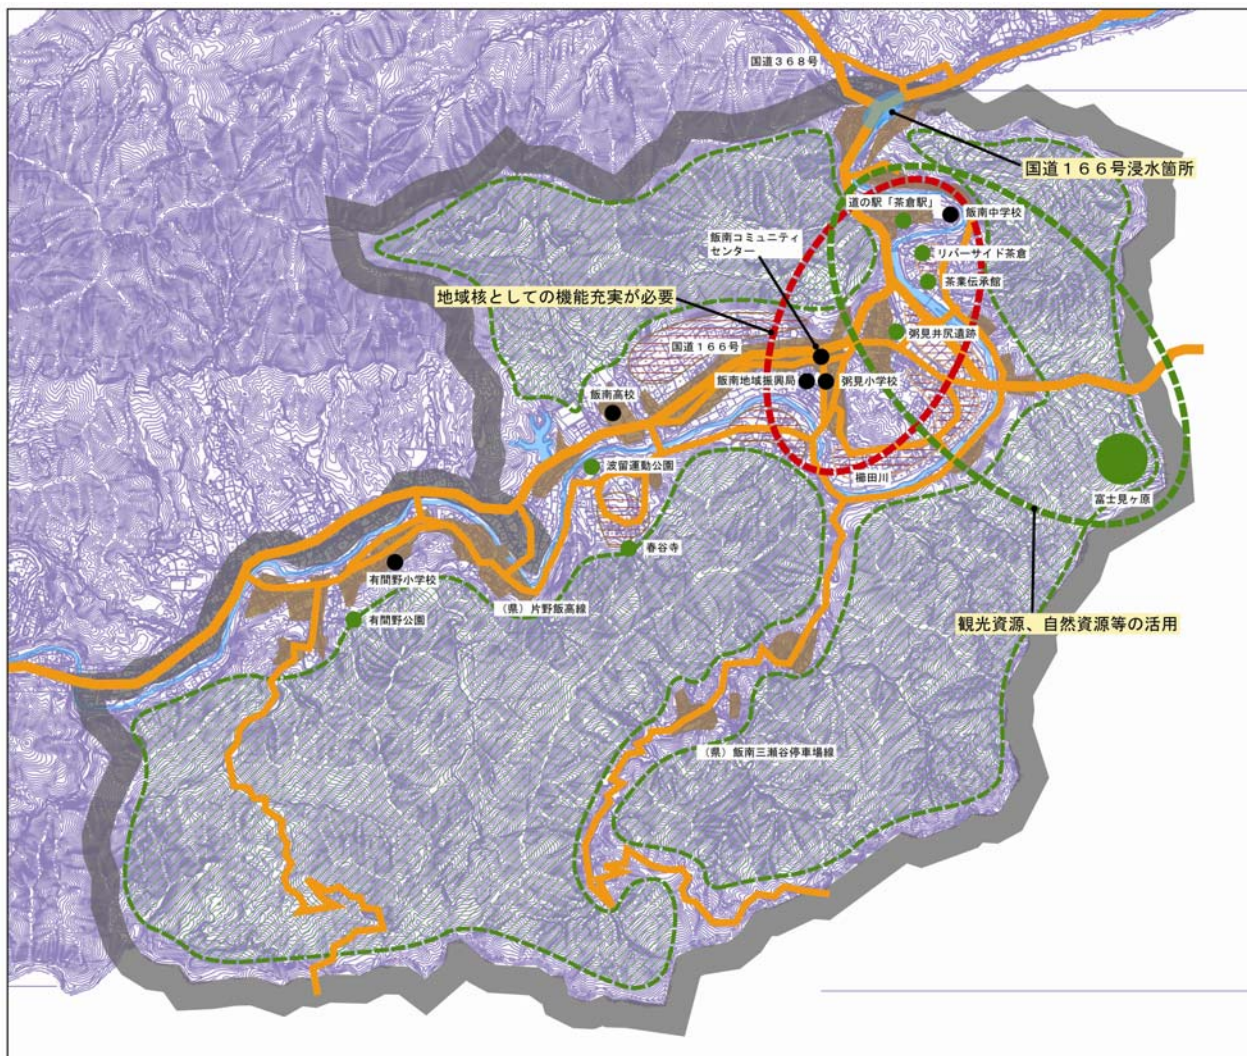 国道368号
国道166号浸水箇所
道の駅「茶倉駅」
飯南中学校
飯南コミュニティ
センター
リバーサイド茶倉
茶業伝承館
地域核としての機能充実が必要
粥見井尻遺跡
国道166号
飯南地域振興局
粥見小学校
飯南高校
波留運動公園
櫛田川
富士見ヶ原
春谷寺
有間野小学校
(県)片野飯高線
有間野公園
観光資源、自然資源等の活用
(県)飯南三瀬谷停車場線